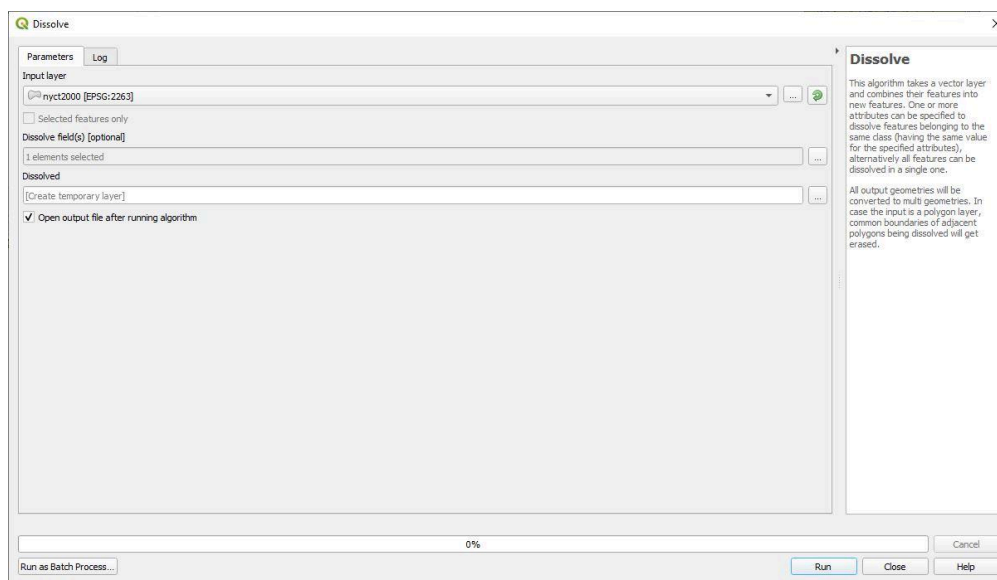 Dissolve
Parameters Log
Input layer
nyct2000 [EPSG:2263]
...
Selected features only
Dissolve field(s) [optional]
1 elements selected
...
Dissolved
[Create temporary layer]
...
Open output file after running algorithm
Dissolve
This algorithm takes a vector layer
and combines their features into
new features. One or more
attributes can be specified to
dissolve features belonging to the
same class (having the same value
for the specified attributes),
alternatively all features can be
dissolved in a single one.
All output geometries will be
converted to multi geometries. In
case the input is a polygon layer,
common boundaries of adjacent
polygons being dissolved will get
erased.
0%
Cancel
Run as Batch Process...
Run
Close
Help